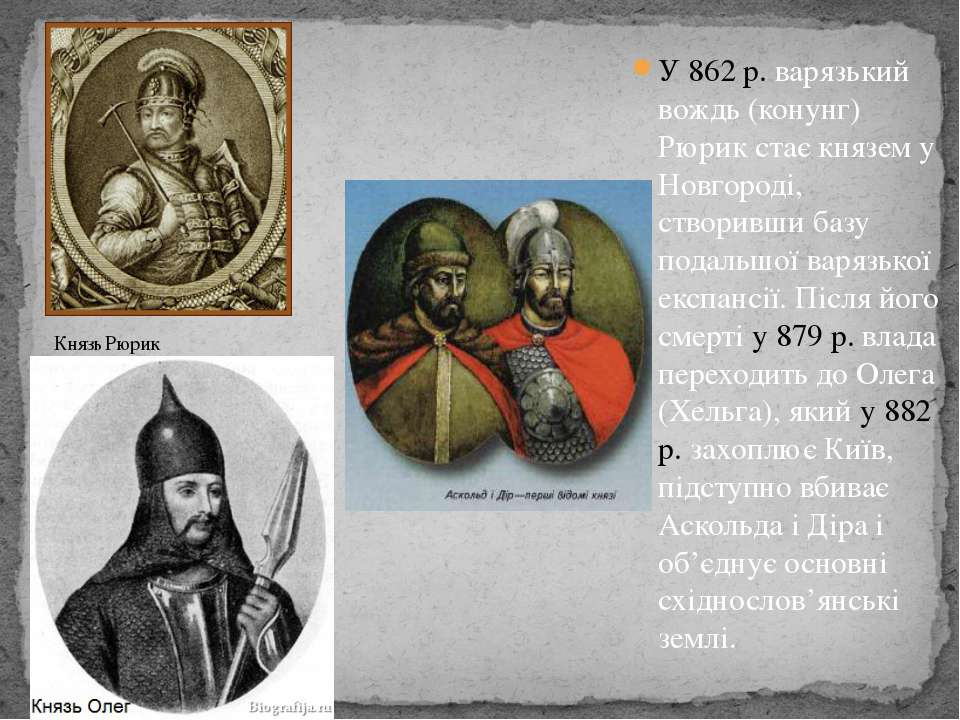 Князь Рюрик
Аскольд і Дір—перші відомі князі
Князь Олег
Biografija.ru
У 862 р. варязький
вождь (конунг)
Рюрик стає князем у
Новгороді,
створивши базу
подальшої варязької
експансії. Після його
смерті у 879 р. влада
переходить до Олега
(Хельга), який у 882
р. захоплює Київ,
підступно вбиває
Аскольда і Діра і
об’єднує основні
східнослов’янські
землі.